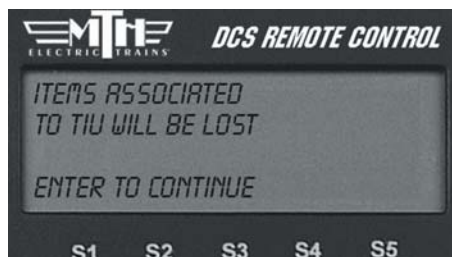 MTH
ELECTRIC TRAINS
DCS REMOTE CONTROL
ITEMS ASSOCIATED
TO TIU WILL BE LOST
ENTER TO CONTINUE
S1 S2 S3 S4 S5